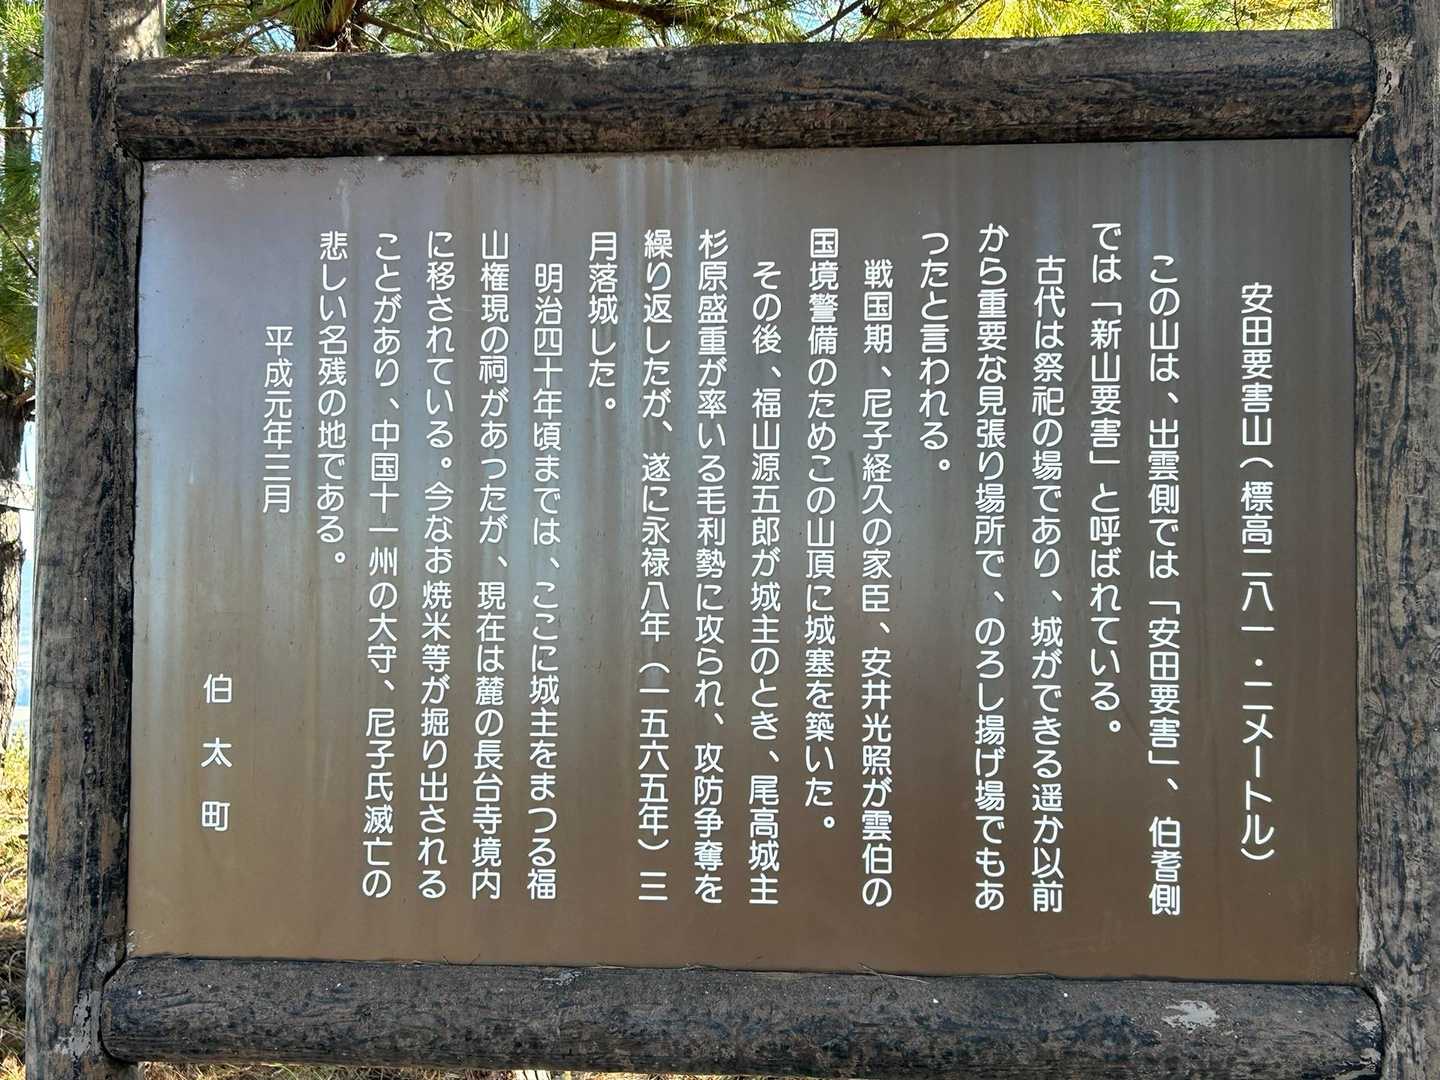 安田要害山(標高二八一・二メートル)
この山は、出雲側では「安田要害」、伯耆側
では「新山要害」と呼ばれている。
古代は祭祀の場であり、城ができる遥か以前
から重要な見張り場所で、のろし揚げ場でもあ
ったと言われる。
戦国期、尼子経久の家臣、安井光照が雲伯の
国境警備のためこの山頂に城塞を築いた。
その後、福山源五郎が城主のとき、尾高城主
杉原盛重が率いる毛利勢に攻られ、攻防争奪を
繰り返したが、遂に永禄八年(一五六五年)三
月落城した。
明治四十年頃までは、ここに城主をまつる福
山権現の祠があったが、現在は麓の長台寺境内
に移されている。今なお焼米等が掘り出される
ことがあり、中国十一州の大守、尼子氏滅亡の
悲しい名残の地である。
平成元年三月
伯太町